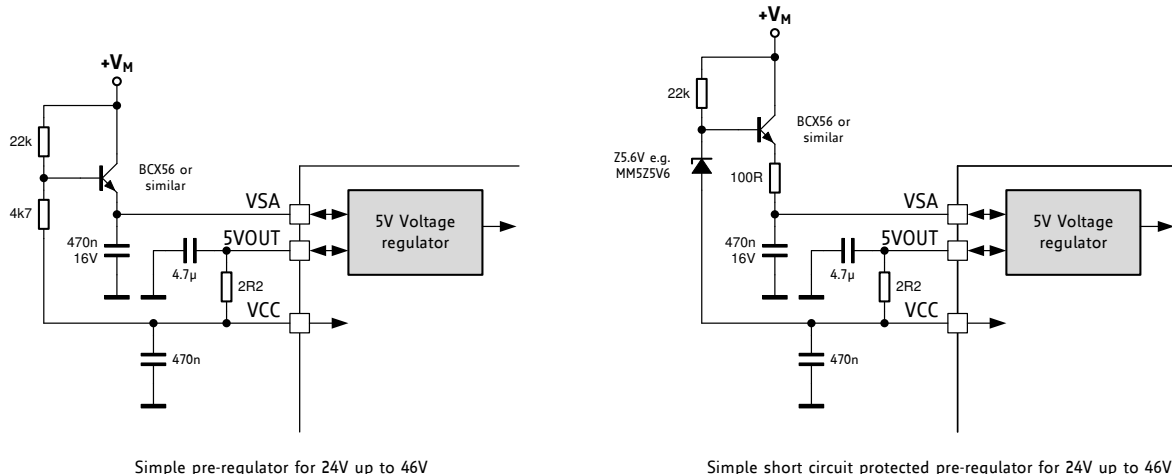 +VM
22k
BCX56 or
similar
4k7
VSA
5V Voltage
regulator
470n
16V
5VOUT
4.7µ
2R2
VCC
470n
Simple pre-regulator for 24V up to 46V
+VM
22k
BCX56 or
similar
Z5.6V e.g.
MM5Z5V6
100R
VSA
5V Voltage
regulator
470n
16V
5VOUT
4.7µ
2R2
VCC
470n
Simple short circuit protected pre-regulator for 24V up to 46V